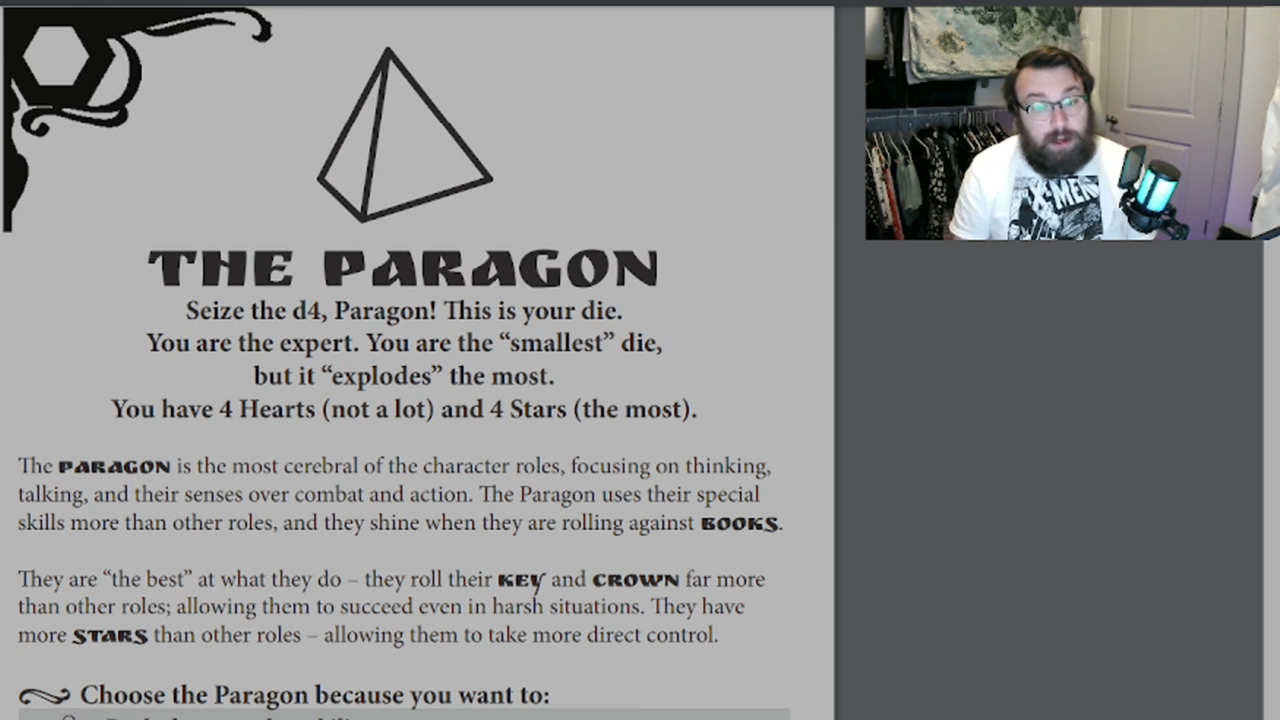 THE PARAGON
Seize the d4, Paragon! This is your die.
You are the expert. You are the “smallest” die,
but it “explodes” the most.
You have 4 Hearts (not a lot) and 4 Stars (the most).
The PARAGON is the most cerebral of the character roles, focusing on thinking,
talking, and their senses over combat and action. The Paragon uses their special
skills more than other roles, and they shine when they are rolling against BOOKS.
They are “the best” at what they do – they roll their KEY and CROWN far more
than other roles; allowing them to succeed even in harsh situations. They have
more STARS than other roles – allowing them to take more direct control.
Choose the Paragon because you want to:
X-MEN